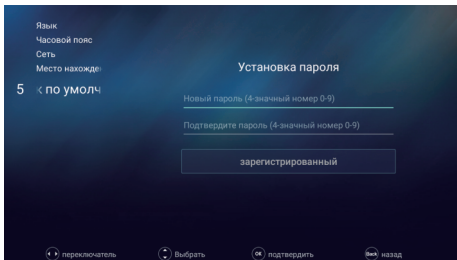 Язык
Часовой пояс
Сеть
Место нахожде
5 к по умолч
Установка пароля
Новый пароль (4-значный номер 0-9)
Подтвердите пароль (4-значный номер 0-9)
зарегистрированный
переключатель
Выбрать
OK подтвердить
Back назад